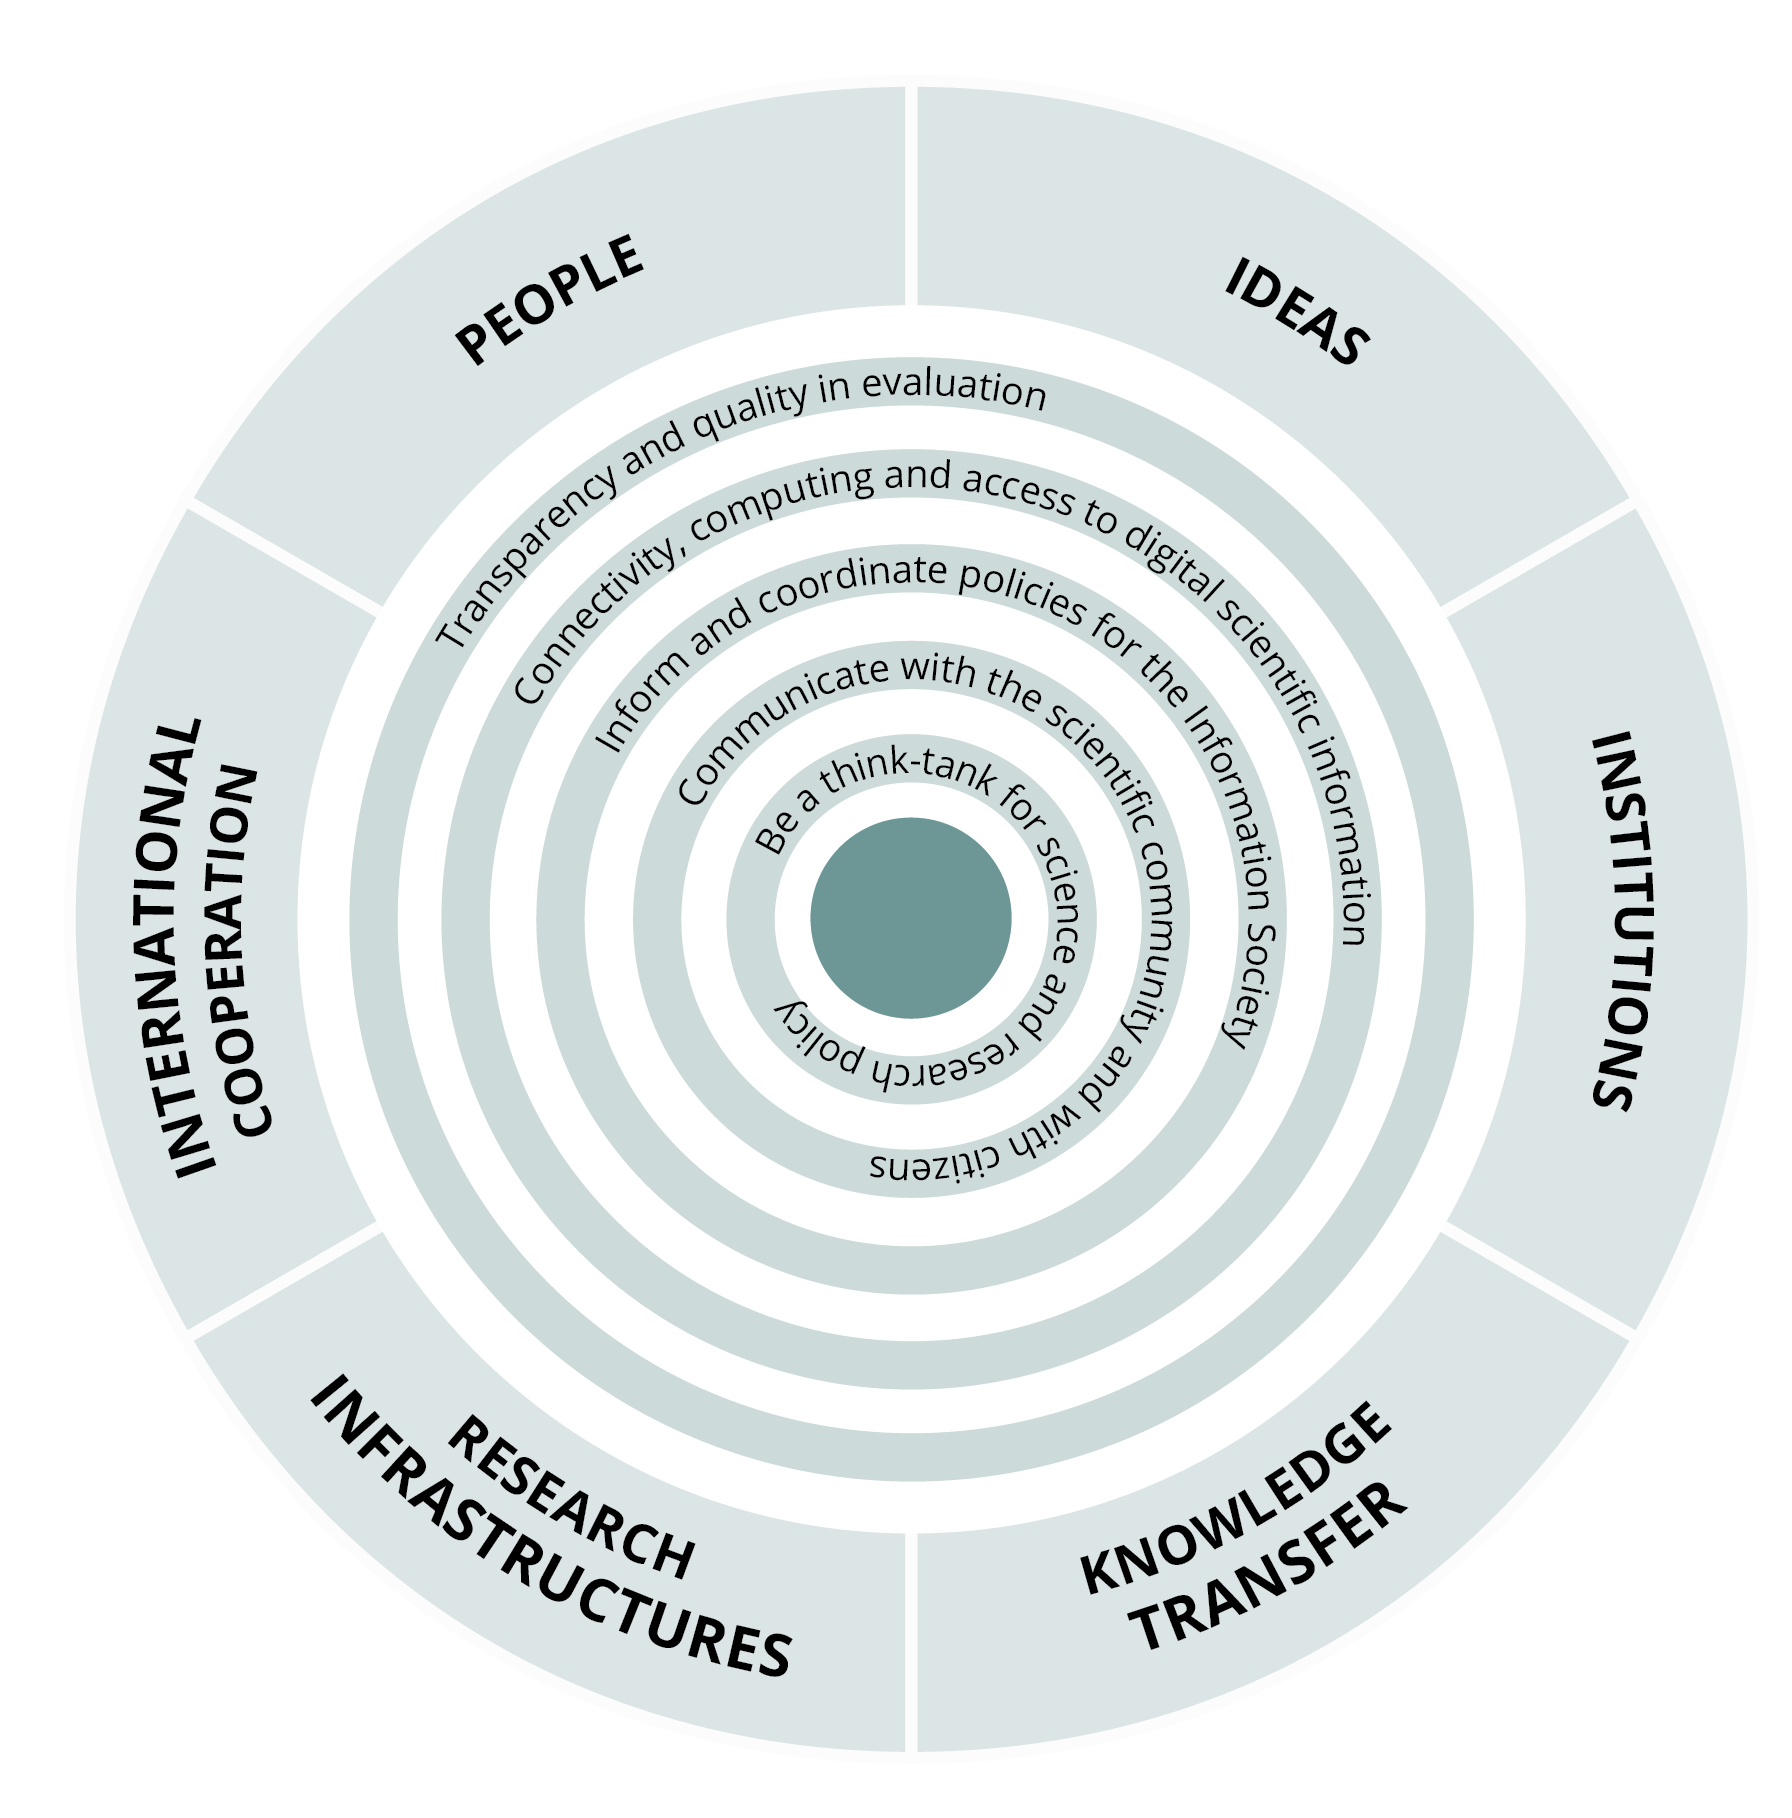 PEOPLE
IDEAS
INSTITUTIONS
KNOWLEDGE
TRANSFER
RESEARCH
INFRASTRUCTURES
INTERNATIONAL
COOPERATION
Transparency and quality in evaluation
Connectivity, computing and access to digital scientific information
Inform and coordinate policies for the Information Society
Communicate with the scientific community and with citizens
Be a think-tank for science and research policy